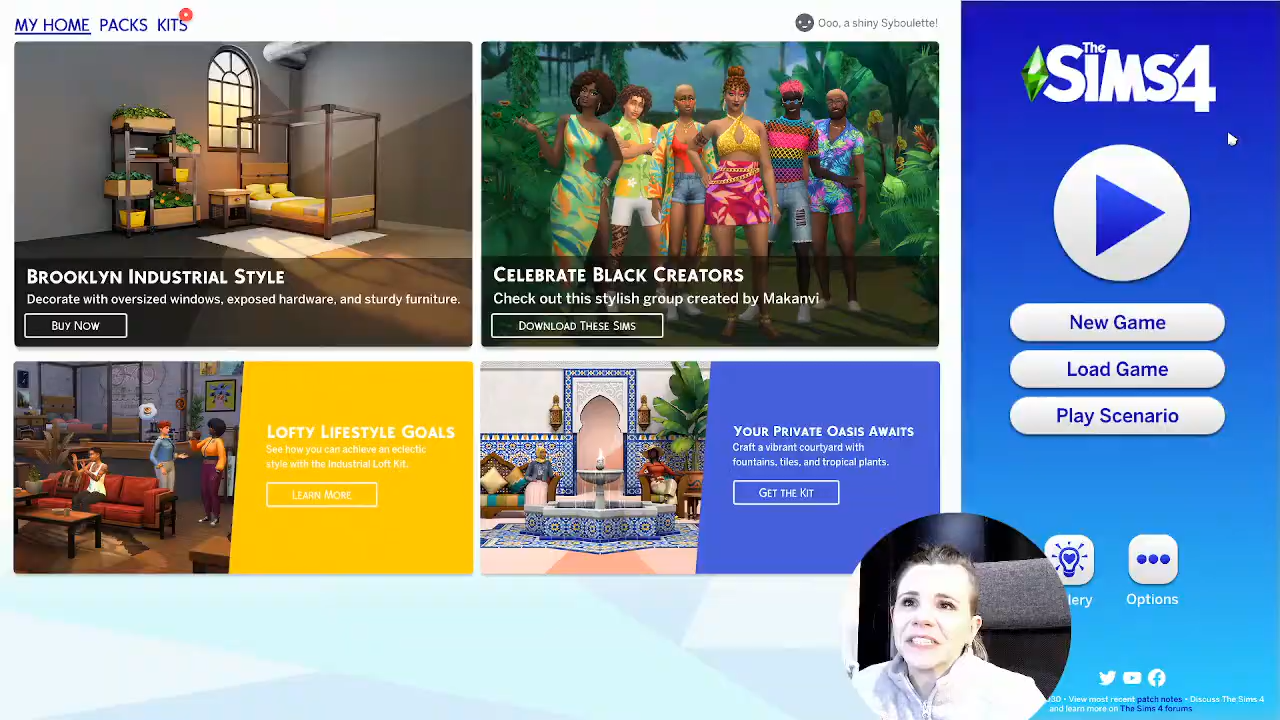 MY HOME PACKS KITS
Ooo, a shiny Syboulette!
BROOKLYN INDUSTRIAL STYLE
Decorate with oversized windows, exposed hardware, and sturdy furniture.
BUY NOW
CELEBRATE BLACK CREATORS
Check out this stylish group created by Makanvi
DOWNLOAD THESE SIMS
LOFTY LIFESTYLE GOALS
See how you can achieve an eclectic
style with the Industrial Loft Kit.
LEARN MORE
YOUR PRIVATE OASIS AWAITS
Craft a vibrant courtyard with
fountains, tiles, and tropical plants.
GET THE KIT
The
SIMS4
New Game
Load Game
Play Scenario
Options
View most recent patch notes • Discuss The Sims 4
and learn more on The Sims 4 forums